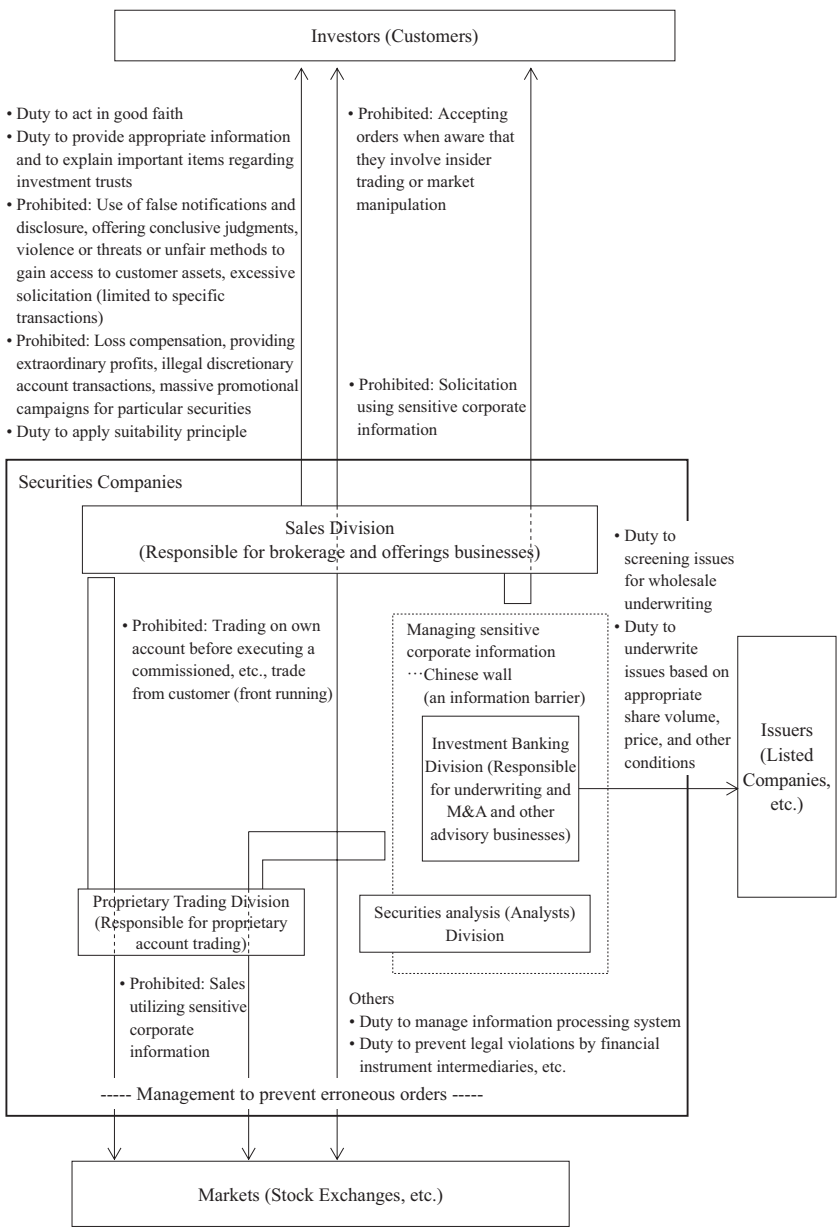 Investors (Customers)
• Duty to act in good faith
• Duty to provide appropriate information
and to explain important items regarding
investment trusts
• Prohibited: Use of false notifications and
disclosure, offering conclusive judgments,
violence or threats or unfair methods to
gain access to customer assets, excessive
solicitation (limited to specific
transactions)
• Prohibited: Loss compensation, providing
extraordinary profits, illegal discretionary
account transactions, massive promotional
campaigns for particular securities
• Duty to apply suitability principle
• Prohibited: Accepting
orders when aware that
they involve insider
trading or market
manipulation
• Prohibited: Solicitation
using sensitive corporate
information
Securities Companies
Sales Division
(Responsible for brokerage and offerings businesses)
• Duty to
screening issues
for wholesale
underwriting
• Duty to
underwrite
issues based on
appropriate
share volume,
price, and other
conditions
• Prohibited: Trading on own
account before executing a
commissioned, etc., trade
from customer (front running)
Managing sensitive
corporate information
⋯Chinese wall
(an information barrier)
Investment Banking
Division (Responsible
for underwriting and
M&A and other
advisory businesses)
Issuers
(Listed
Companies,
etc.)
Proprietary Trading Division
(Responsible for proprietary
account trading)
Securities analysis (Analysts)
Division
• Prohibited: Sales
utilizing sensitive
corporate
information
Others
• Duty to manage information processing system
• Duty to prevent legal violations by financial
instrument intermediaries, etc.
----- Management to prevent erroneous orders -----
Markets (Stock Exchanges, etc.)